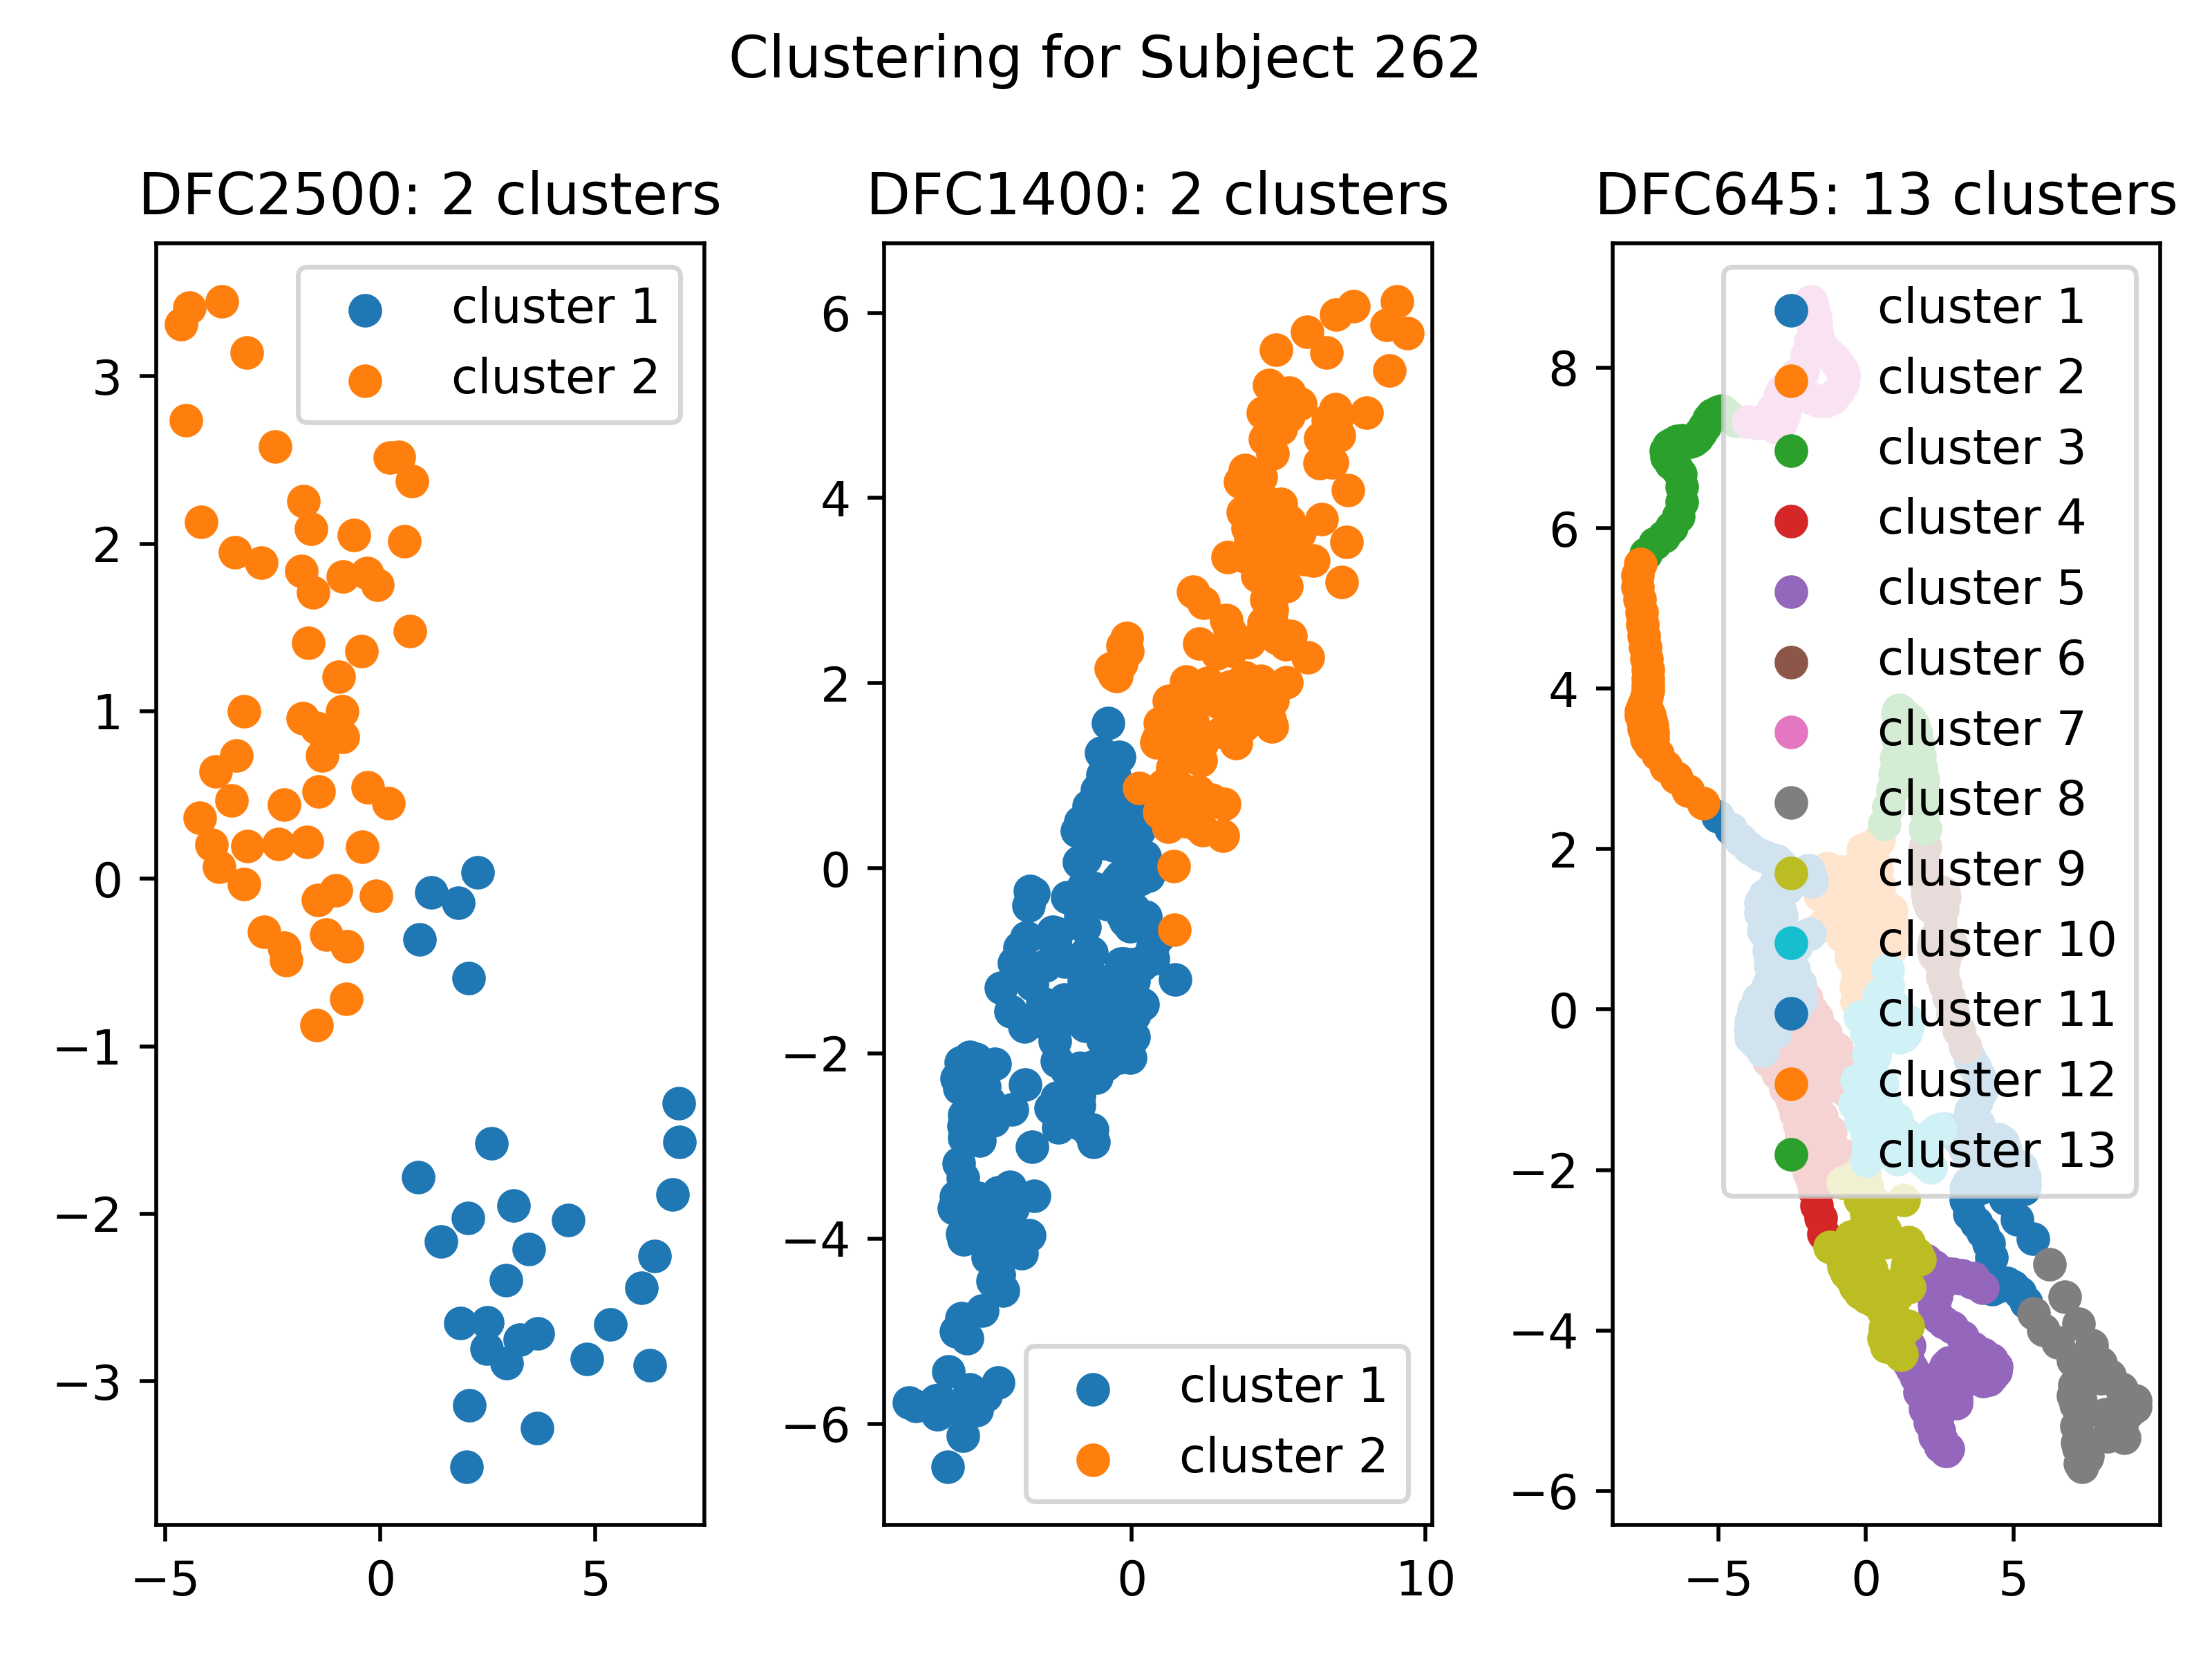 Clustering for Subject 262
DFC2500: 2 clusters
cluster 1
cluster 2
3
2
1
0
−1
−2
−3
−5
0
5
DFC1400: 2 clusters
6
4
2
0
−2
−4
−6
cluster 1
cluster 2
0
10
DFC645: 13 clusters
cluster 1
cluster 2
cluster 3
cluster 4
cluster 5
cluster 6
cluster 7
cluster 8
cluster 9
cluster 10
cluster 11
cluster 12
cluster 13
8
6
4
2
0
−2
−4
−6
−5
0
5